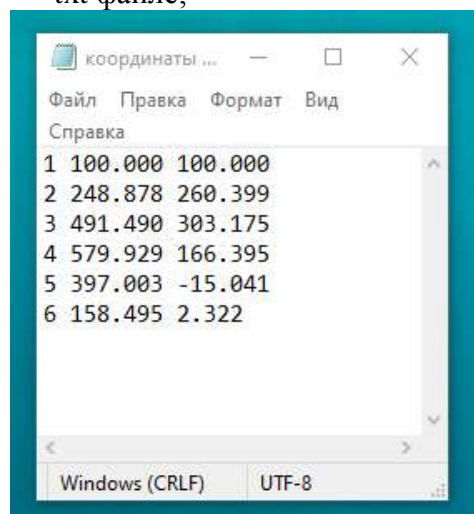 txt файле;
координаты ...
Файл Правка Формат Вид
Справка
1 100.000 100.000
2 248.878 260.399
3 491.490 303.175
4 579.929 166.395
5 397.003 -15.041
6 158.495 2.322
Windows (CRLF) UTF-8